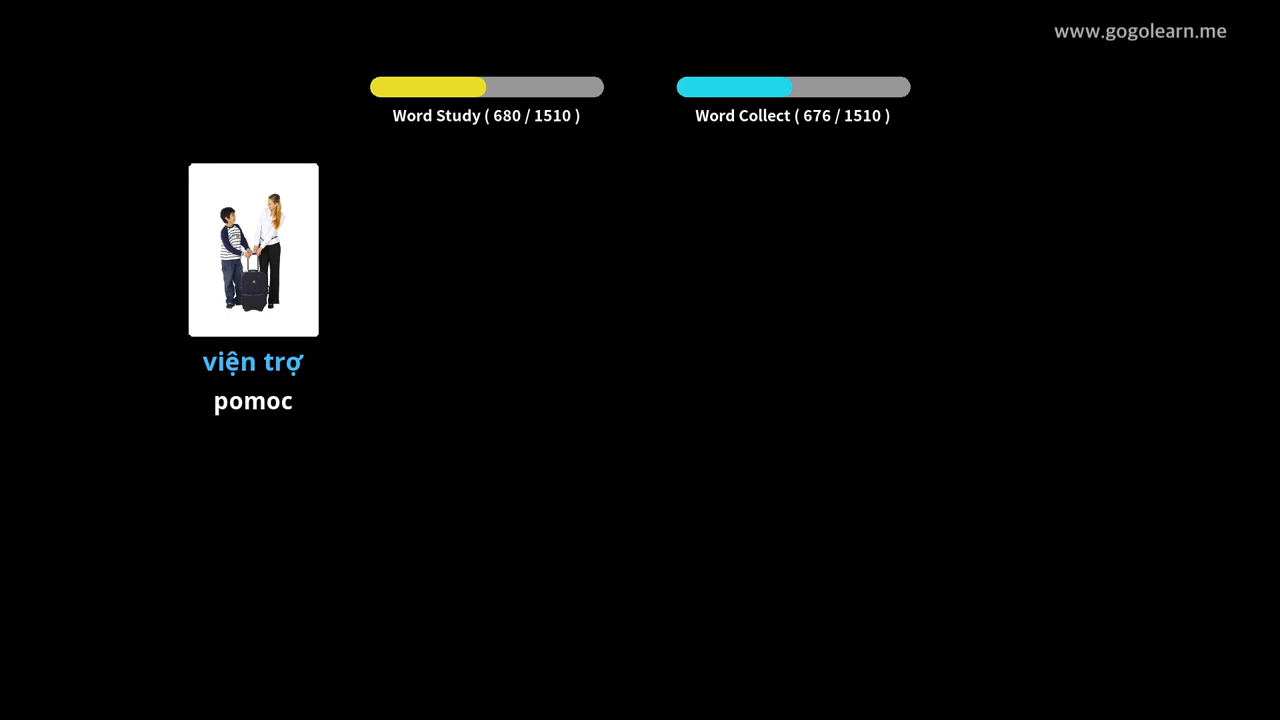 www.gogolearn.me
Word Study ( 680 / 1510 )
Word Collect ( 676 / 1510 )
viện trợ
pomoc